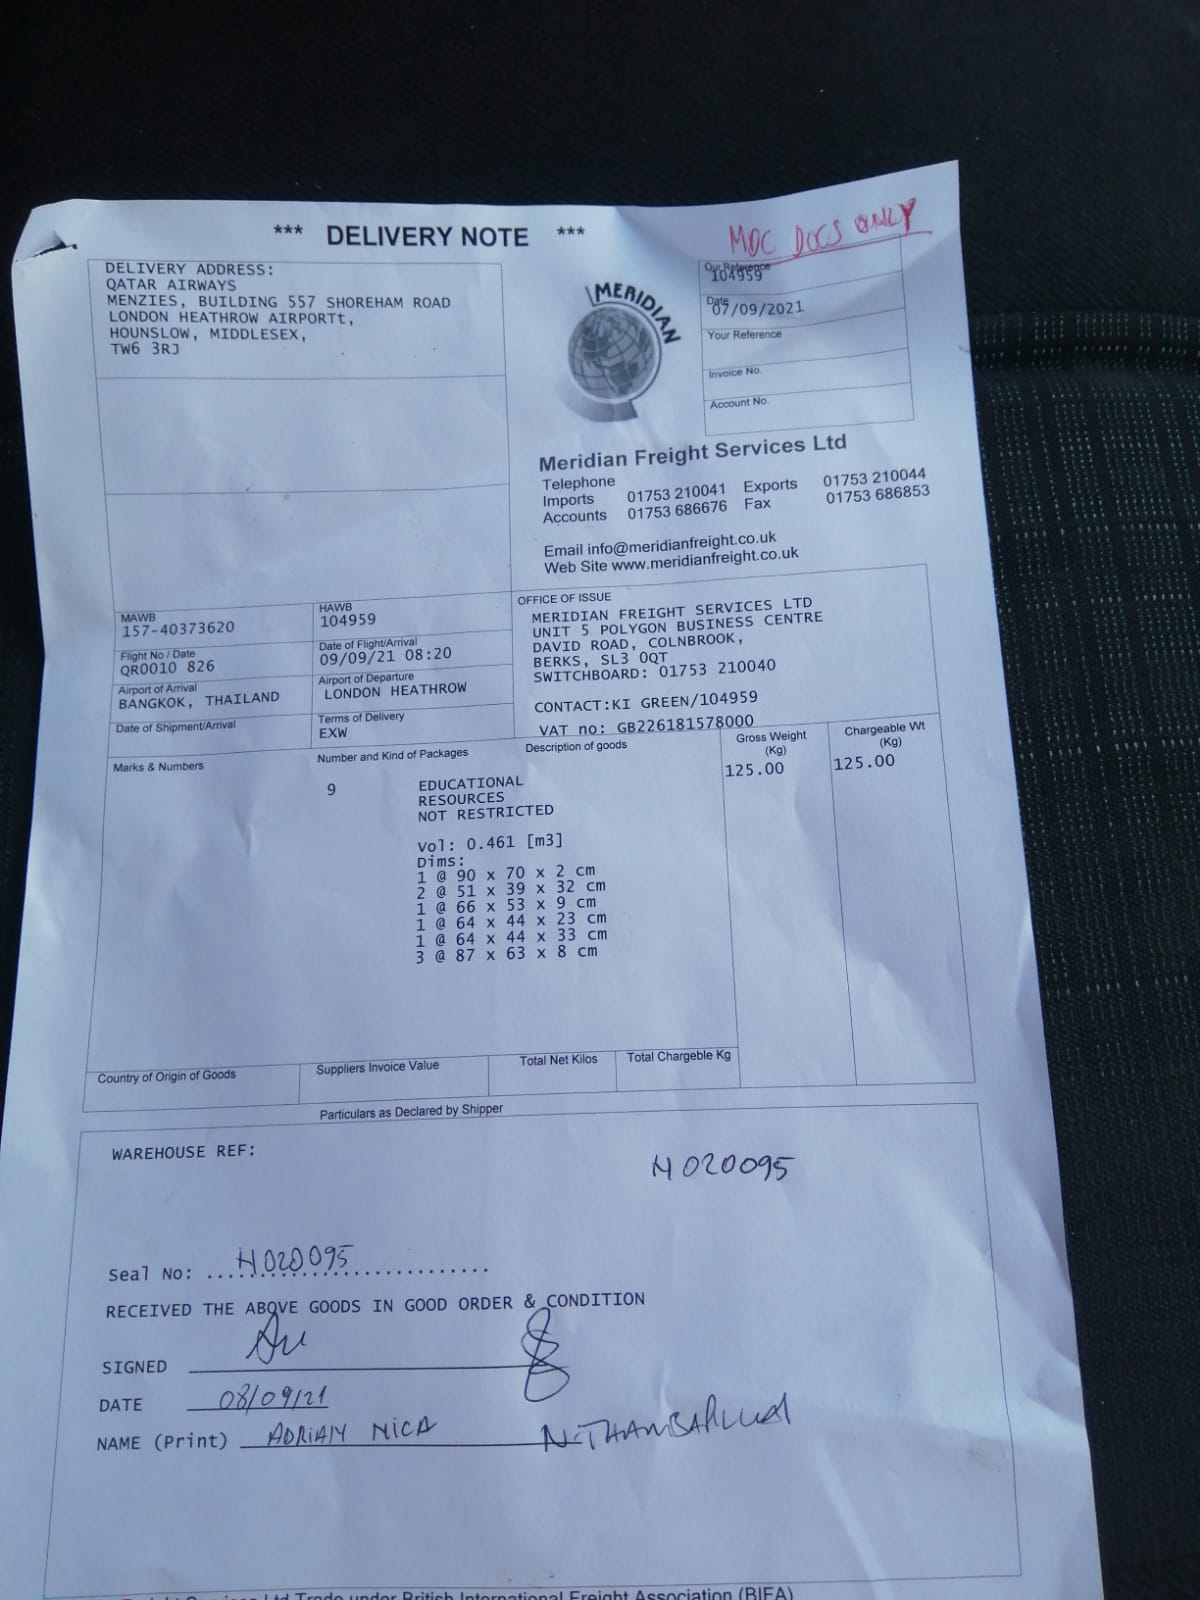 *** DELIVERY NOTE ***
MDC DOCS ONLY
DELIVERY ADDRESS:
QATAR AIRWAYS
MENZIES, BUILDING 557 SHOREHAM ROAD
LONDON HEATHROW AIRPORTt,
HOUNSLOW, MIDDLESEX,
TW6 3RJ
MERIDIAN
Our Reference
104959
Date
07/09/2021
Your Reference
Invoice No.
Account No.
Meridian Freight Services Ltd
Telephone
Imports 01753 210041 Exports 01753 210044
Accounts 01753 686676 Fax 01753 686853
Email info@meridianfreight.co.uk
Web Site www.meridianfreight.co.uk
MAWB
157-40373620
HAWB
104959
Flight No / Date
QR0010 826
Date of Flight/Arrival
09/09/21 08:20
Airport of Arrival
BANGKOK, THAILAND
Airport of Departure
LONDON HEATHROW
Date of Shipment/Arrival
Terms of Delivery
EXW
OFFICE OF ISSUE
MERIDIAN FREIGHT SERVICES LTD
UNIT 5 POLYGON BUSINESS CENTRE
DAVID ROAD, COLNBROOK,
BERKS, SL3 0QT
SWITCHBOARD: 01753 210040
CONTACT:KI GREEN/104959
VAT no: GB226181578000
Marks & Numbers
Number and Kind of Packages
Description of goods
Gross Weight
(Kg)
Chargeable Wt
(Kg)
9
EDUCATIONAL
RESOURCES
NOT RESTRICTED
125.00
125.00
Vol: 0.461 [m3]
Dims:
1 @ 90 x 70 x 2 cm
2 @ 51 x 39 x 32 cm
1 @ 66 x 53 x 9 cm
1 @ 64 x 44 x 23 cm
1 @ 64 x 44 x 33 cm
3 @ 87 x 63 x 8 cm
Country of Origin of Goods
Suppliers Invoice Value
Total Net Kilos
Total Chargeble Kg
Particulars as Declared by Shipper
WAREHOUSE REF:
H020095
Seal No: H020095
RECEIVED THE ABOVE GOODS IN GOOD ORDER & CONDITION
SIGNED
DATE 08/09/21
NAME (Print) ADRIAN NICA
Ltd Trade under British International Freight Association (BIFA)